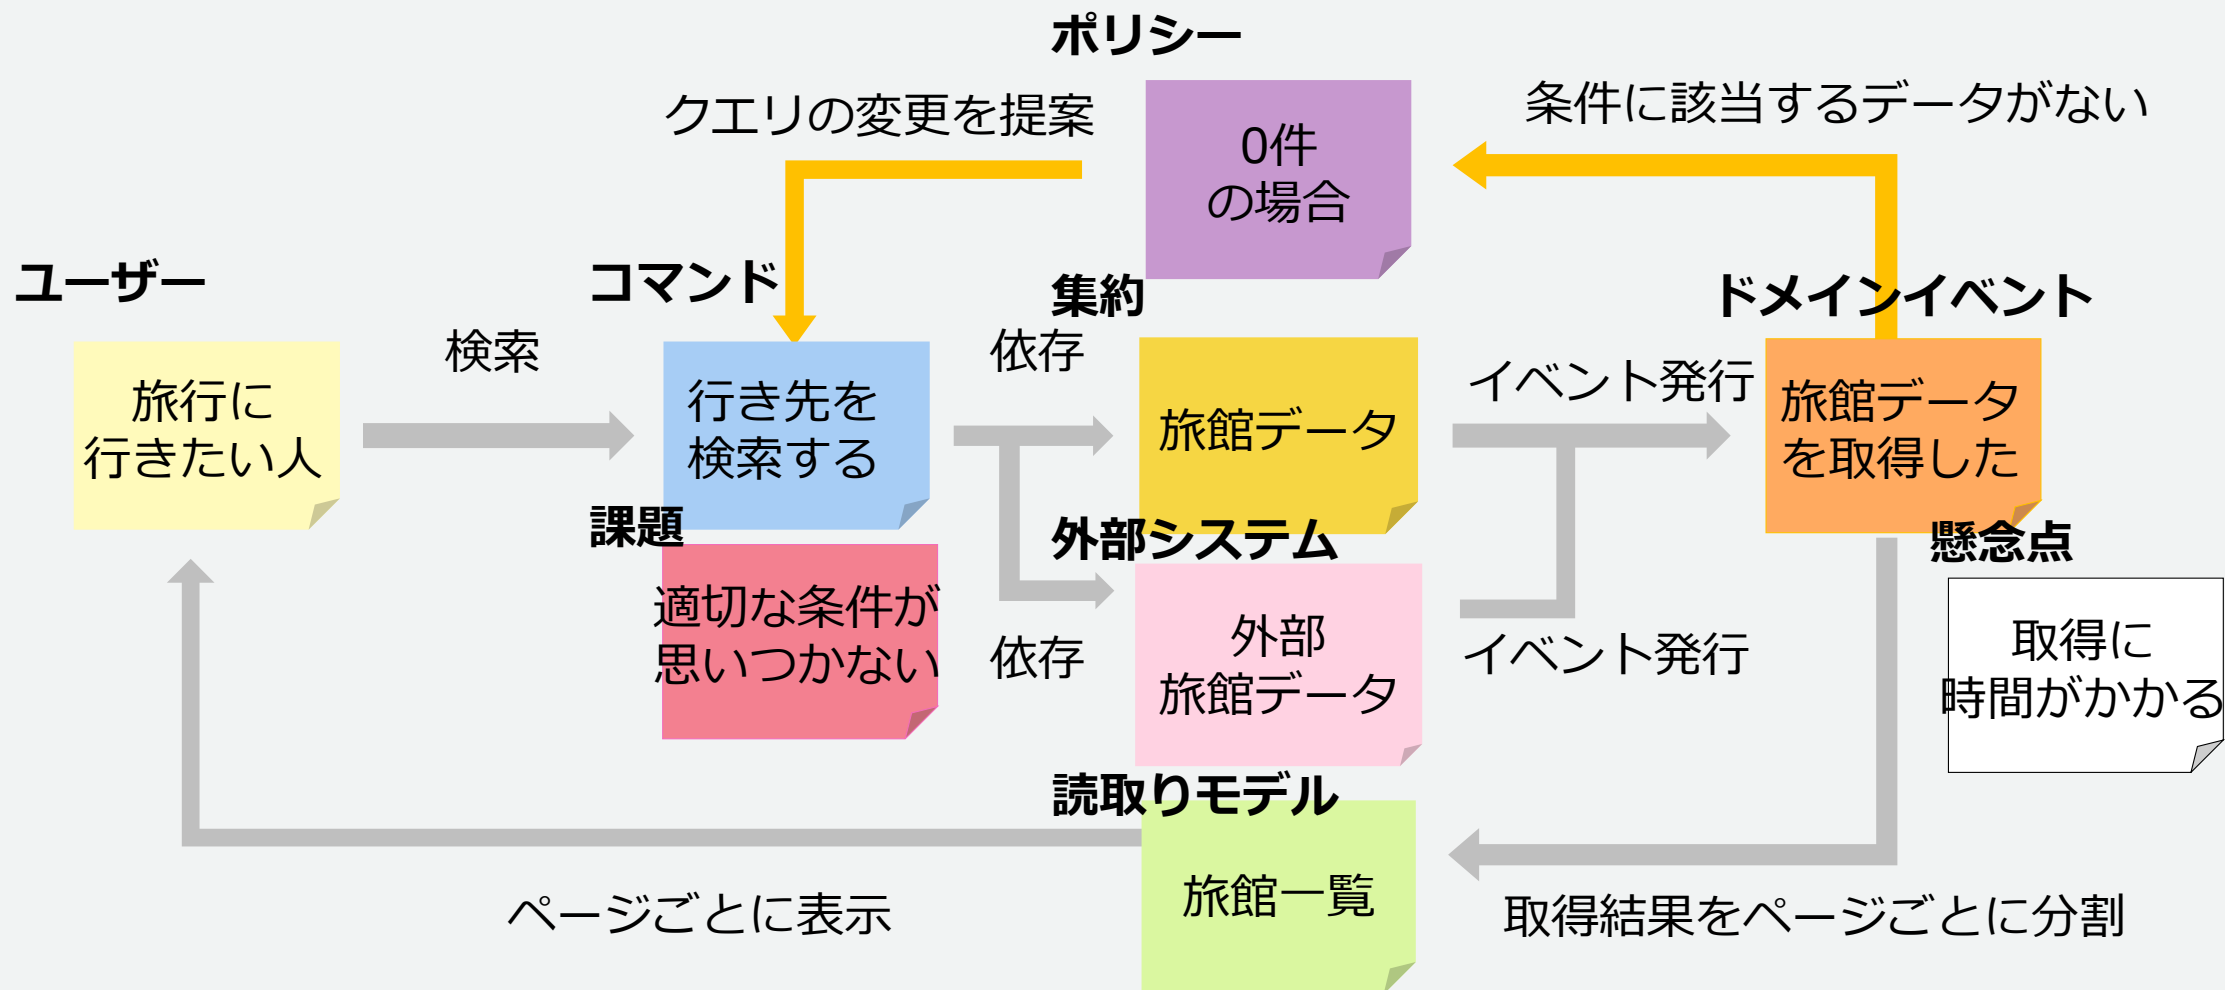 ポリシー
クエリの変更を提案
0件
の場合
条件に該当するデータがない
ユーザー
コマンド
集約
ドメインイベント
旅行に
行きたい人
検索
行き先を
検索する
依存
旅館データ
イベント発行
旅館データ
を取得した
課題
適切な条件が
思いつかない
依存
外部システム
外部
旅館データ
イベント発行
懸念点
取得に
時間がかかる
読取りモデル
旅館一覧
ページごとに表示
取得結果をページごとに分割